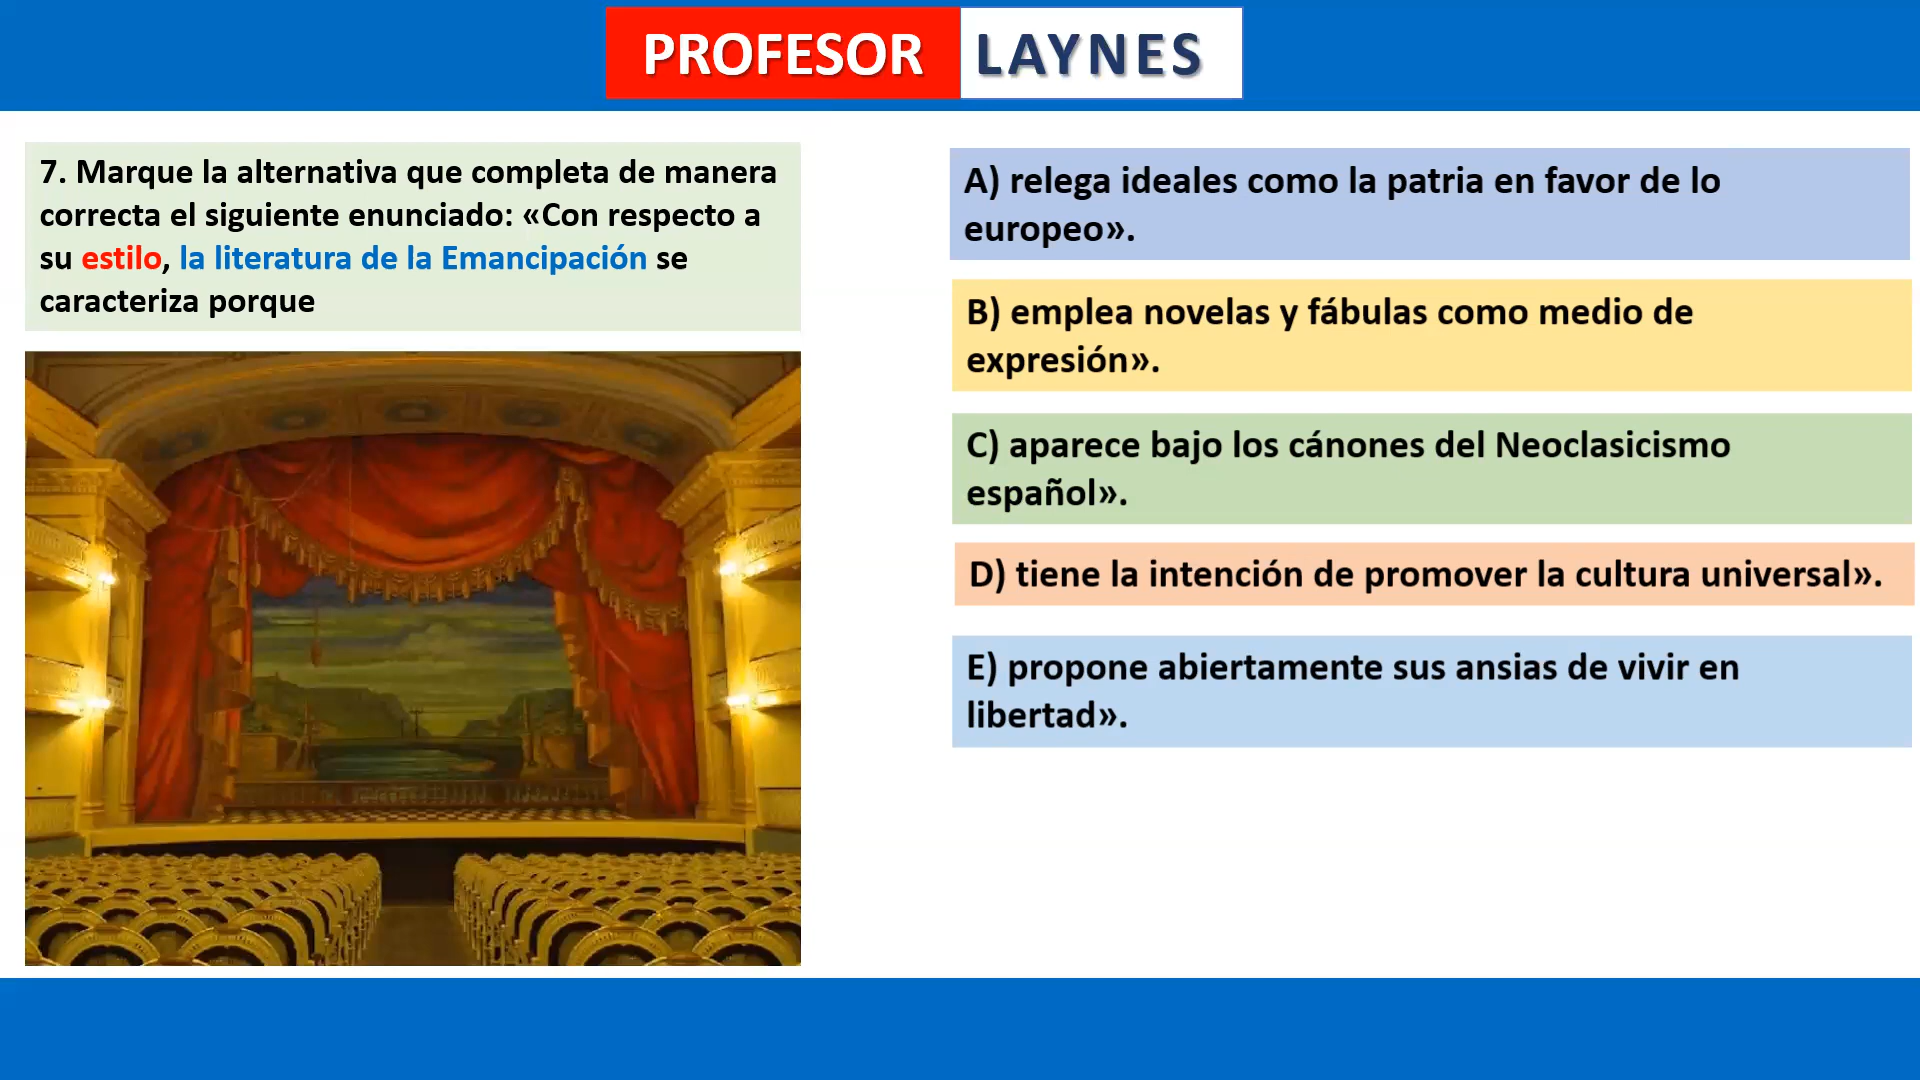 PROFESOR LAYNES
7. Marque la alternativa que completa de manera
correcta el siguiente enunciado: «Con respecto a
su estilo, la literatura de la Emancipación se
caracteriza porque
A) relega ideales como la patria en favor de lo
europeo».
B) emplea novelas y fábulas como medio de
expresión».
C) aparece bajo los cánones del Neoclasicismo
español».
D) tiene la intención de promover la cultura universal».
E) propone abiertamente sus ansias de vivir en
libertad».